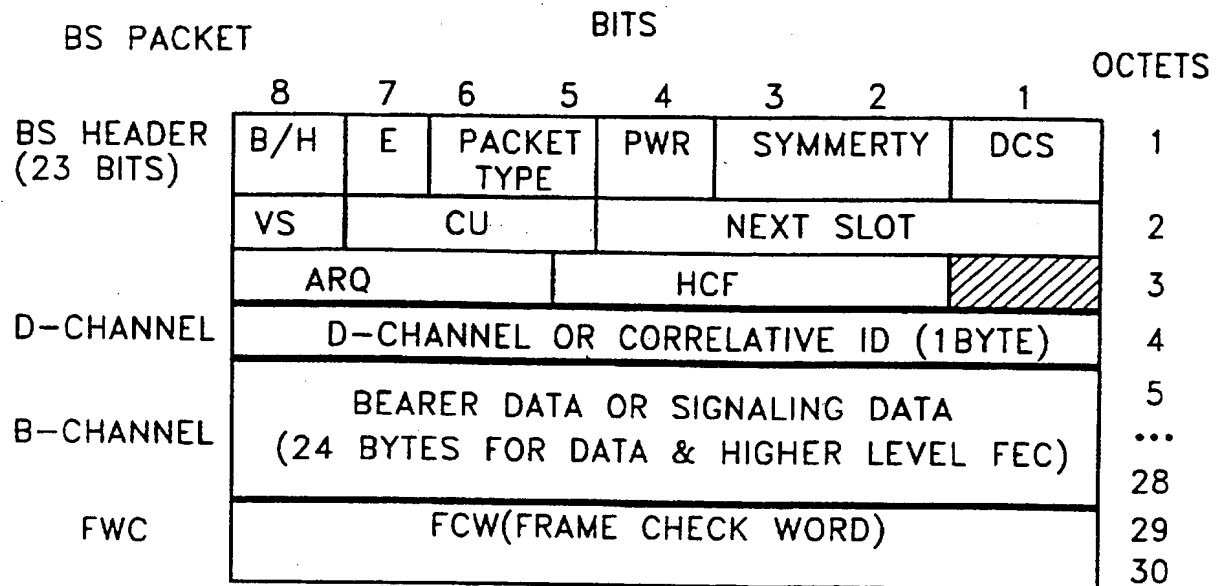 BS PACKET
BITS
OCTETS
8 7 6 5 4 3 2 1
BS HEADER
(23 BITS)
B/H E PACKET TYPE PWR SYMMERTY DCS 1
VS CU NEXT SLOT 2
ARQ HCF 3
D-CHANNEL D-CHANNEL OR CORRELATIVE ID (1BYTE) 4
B-CHANNEL
BEARER DATA OR SIGNALING DATA
(24 BYTES FOR DATA & HIGHER LEVEL FEC)
5
...
28
FWC FCW(FRAME CHECK WORD) 29
30